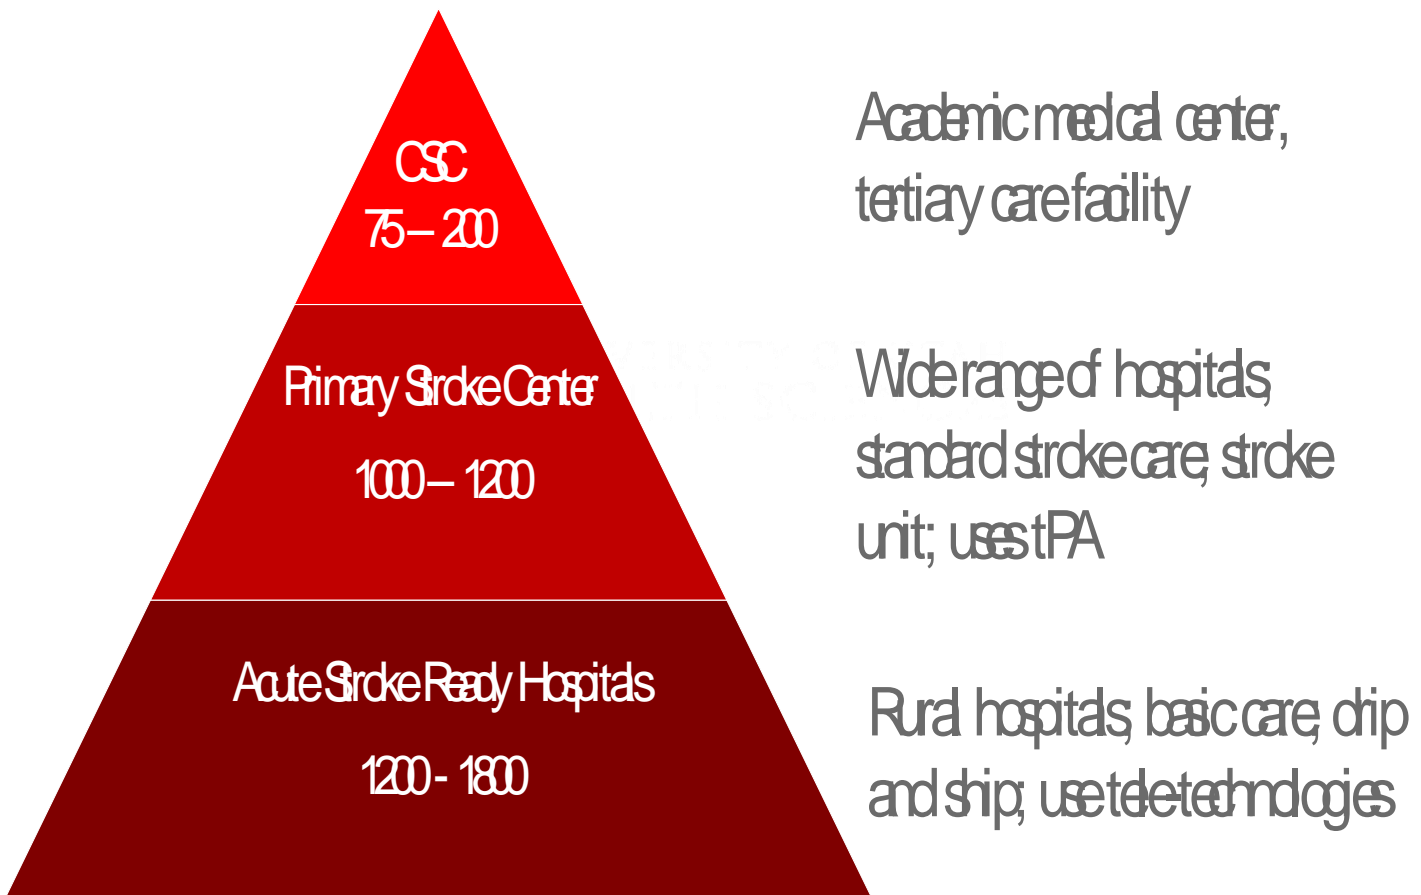 CSC
75 – 200
Academic medical center,
tertiary care facility
Primary Stroke Center
1000 – 1200
Wide range of hospitals;
standard stroke care; stroke
unit; uses tPA
Acute Stroke Ready Hospitals
1200 - 1800
Rural hospitals; basic care; drip
and ship; use tele-technologies